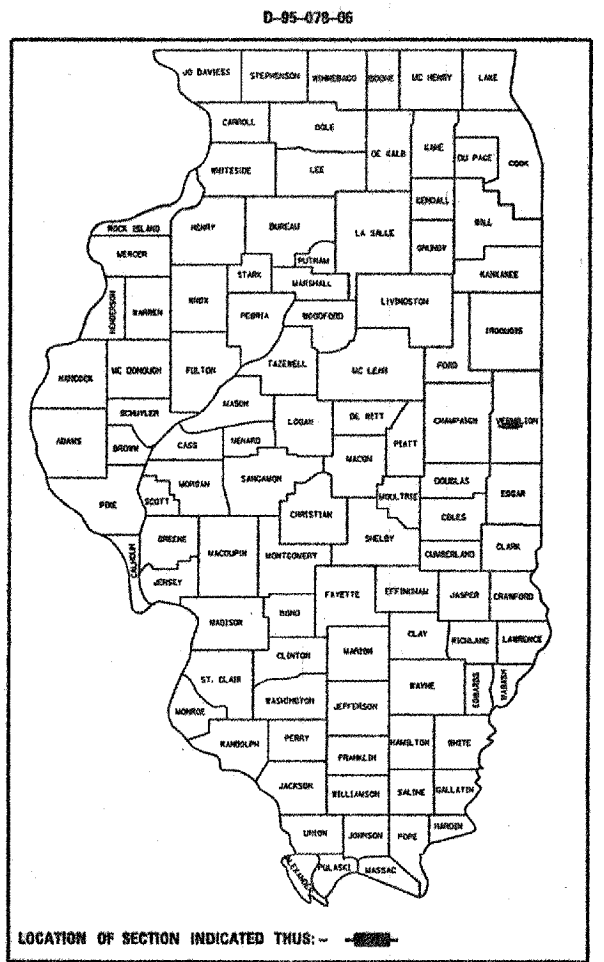 D-95-078-06
JO DAVIESS STEPHENSON WINNEBAGO BOONE MC HENRY LAKE
CARROLL OGLE
DE KALB KANE DU PAGE COOK
WHITESIDE LEE
KENDALL
ROCK ISLAND HENRY BUREAU LA SALLE GRUNDY WILL
MERCER PUTNAM
STARK MARSHALL KANKAKEE
HENDERSON WARREN KNOX PEORIA WOODFORD LIVINGSTON IROQUOIS
HANCOCK MC DONOUGH FULTON TAZEWELL MC LEAN FORD
MASON
SCHUYLER LOGAN DE WITT CHAMPAIGN VERMILION
ADAMS BROWN CASS MENARD PIATT
MACON
PIKE SCOTT MORGAN SANGAMON MOULTRIE DOUGLAS EDGAR
CHRISTIAN COLES
CALHOUN GREENE MACOUPIN MONTGOMERY SHELBY CUMBERLAND CLARK
JERSEY
FAYETTE EFFINGHAM JASPER CRAWFORD
MADISON BOND
CLAY RICHLAND LAWRENCE
CLINTON MARION
ST. CLAIR WAYNE EDWARDS WABASH
WASHINGTON JEFFERSON
MONROE
RANDOLPH PERRY HAMILTON WHITE
FRANKLIN
JACKSON WILLIAMSON SALINE GALLATIN
UNION JOHNSON POPE HARDIN
ALEXANDER PULASKI MASSAC
LOCATION OF SECTION INDICATED THUS:-